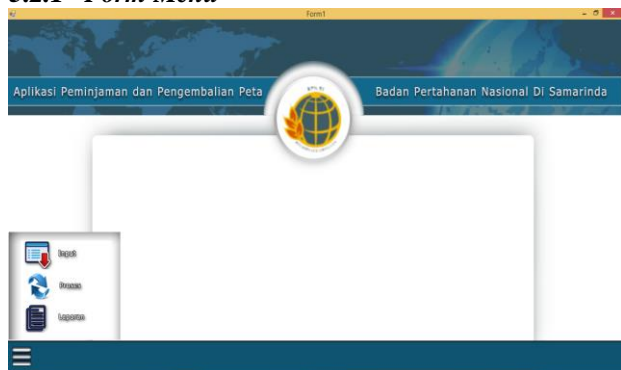 3.2.1 Form Menu
Form1
Aplikasi Peminjaman dan Pengembalian Peta
Badan Pertahanan Nasional Di Samarinda
Input
Proses
Laporan